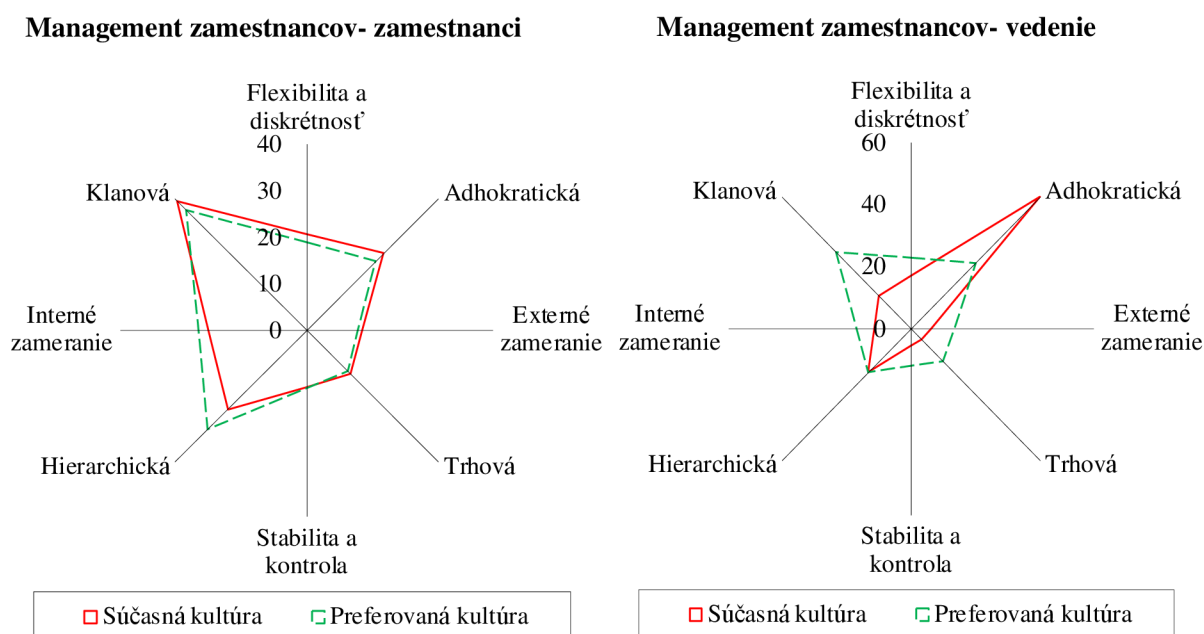 Management zamestnancov- zamestnanci
Flexibilita a
diskrétnosť
40
30
20
10
0
Klanová
Adhokratická
Interné
zameranie
Externé
zameranie
Hierarchická
Trhová
Stabilita a
kontrola
Súčasná kultúra
Preferovaná kultúra
Management zamestnancov- vedenie
Flexibilita a
diskrétnosť
60
40
20
0
Klanová
Adhokratická
Interné
zameranie
Externé
zameranie
Hierarchická
Trhová
Stabilita a
kontrola
Súčasná kultúra
Preferovaná kultúra